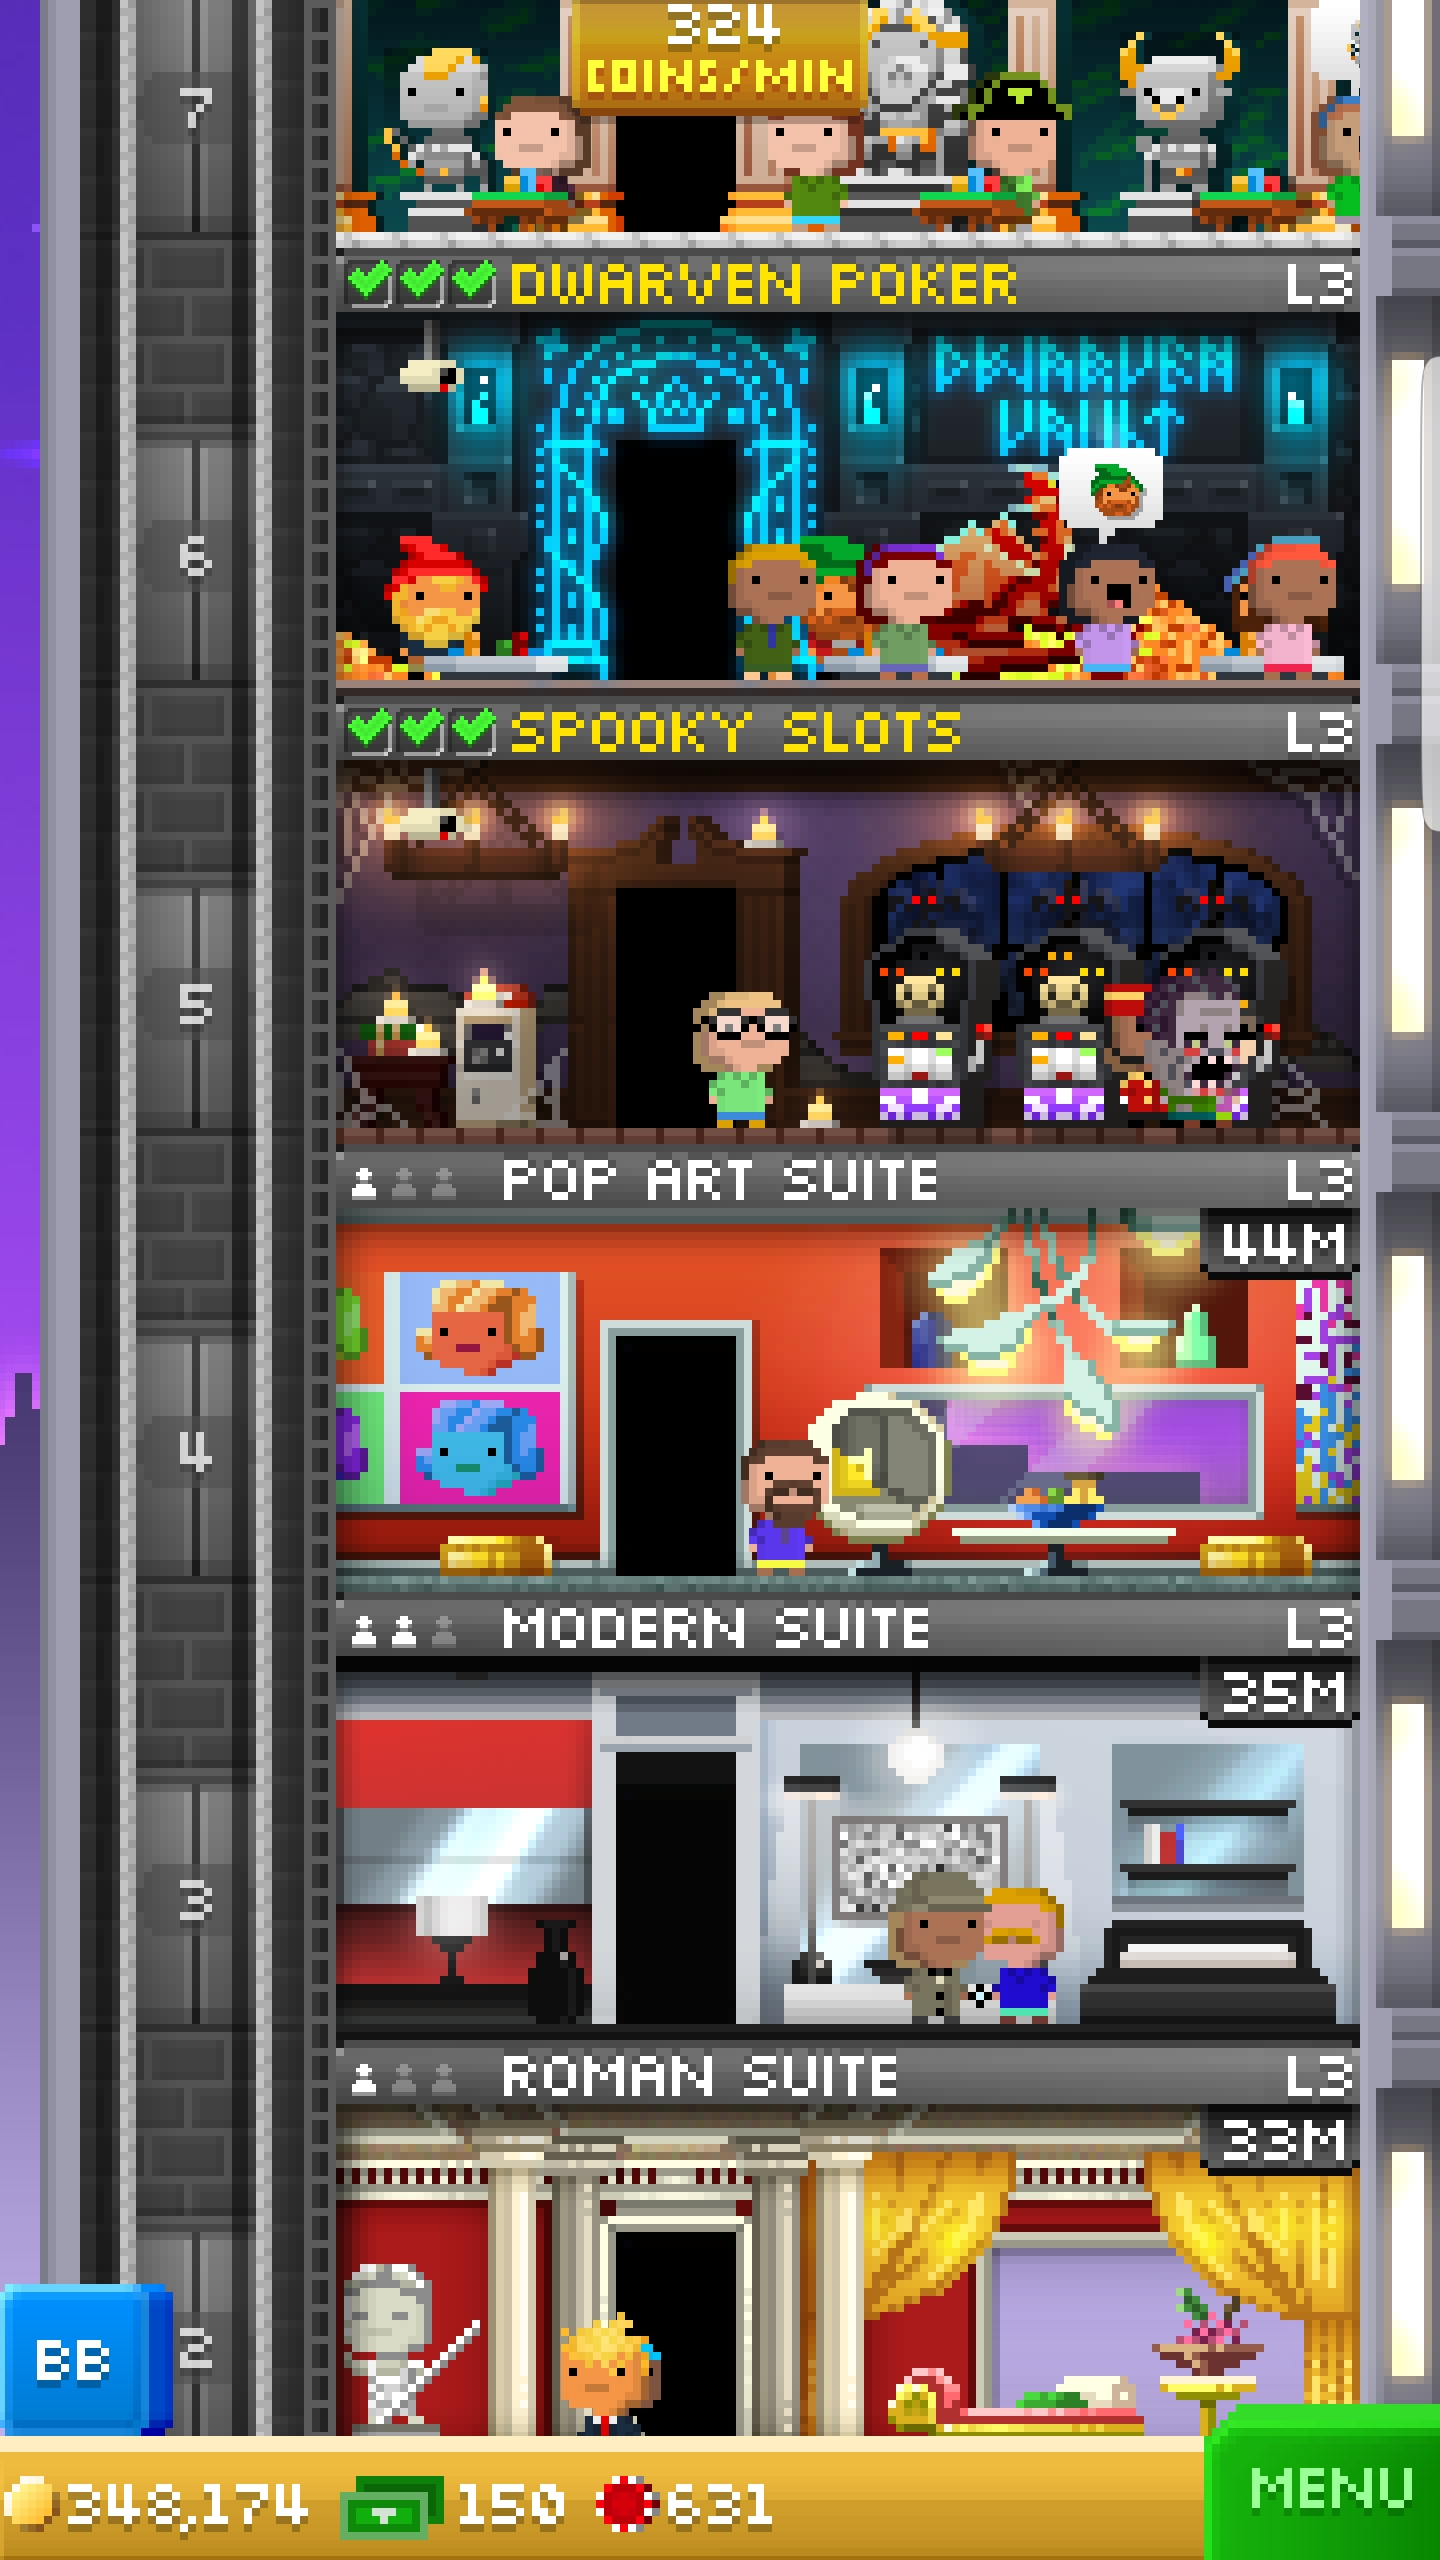 324
COINS/MIN
7
DWARVEN POKER L3
DWARVEN
VAULT
6
SPOOKY SLOTS L3
5
POP ART SUITE L3
44M
4
MODERN SUITE L3
35M
3
ROMAN SUITE L3
33M
2
BB
348,174 150 631
MENU